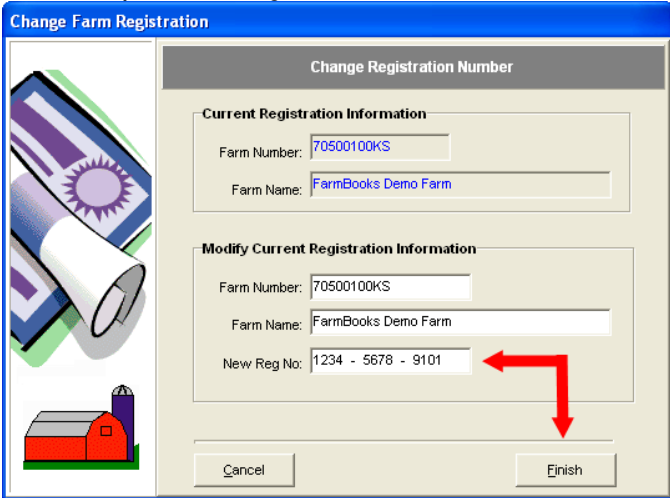 Change Farm Registration
Change Registration Number
Current Registration Information
Farm Number: 70500100KS
Farm Name: FarmBooks Demo Farm
Modify Current Registration Information
Farm Number: 70500100KS
Farm Name: FarmBooks Demo Farm
New Reg No: 1234 - 5678 - 9101
Cancel Finish